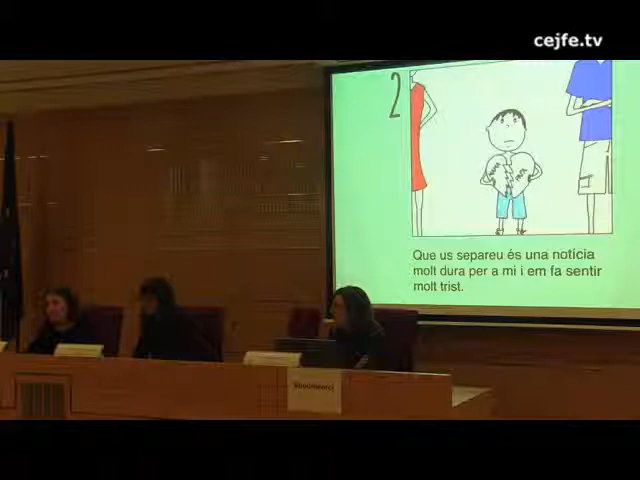 cejfe.tv
2
Que us separeu és una notícia
molt dura per a mi i em fa sentir
molt trist.